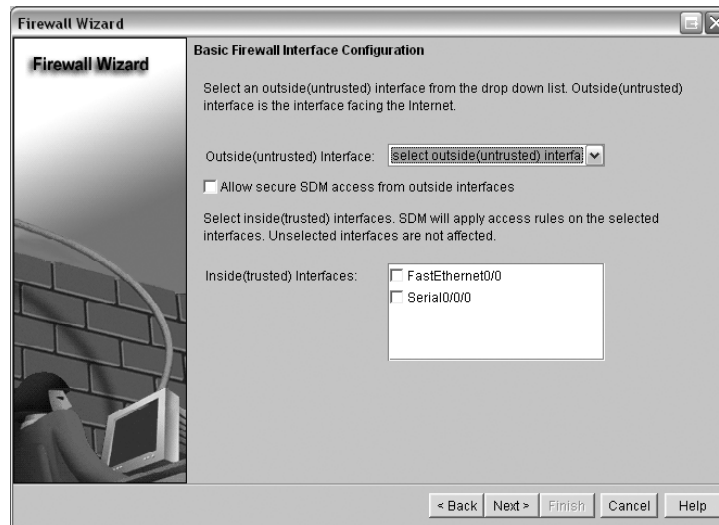 Firewall Wizard
Firewall Wizard
Basic Firewall Interface Configuration
Select an outside(untrusted) interface from the drop down list. Outside(untrusted)
interface is the interface facing the Internet.
Outside(untrusted) Interface: select outside(untrusted) interfa
Allow secure SDM access from outside interfaces
Select inside(trusted) interfaces. SDM will apply access rules on the selected
interfaces. Unselected interfaces are not affected.
Inside(trusted) Interfaces: FastEthernet0/0
Serial0/0/0
< Back Next > Finish Cancel Help